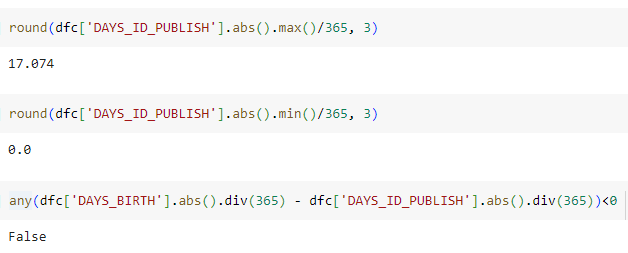 round(dfc['DAYS_ID_PUBLISH'].abs().max()/365, 3)
17.074
round(dfc['DAYS_ID_PUBLISH'].abs().min()/365, 3)
0.0
any(dfc['DAYS_BIRTH'].abs().div(365) - dfc['DAYS_ID_PUBLISH'].abs().div(365))<0
False